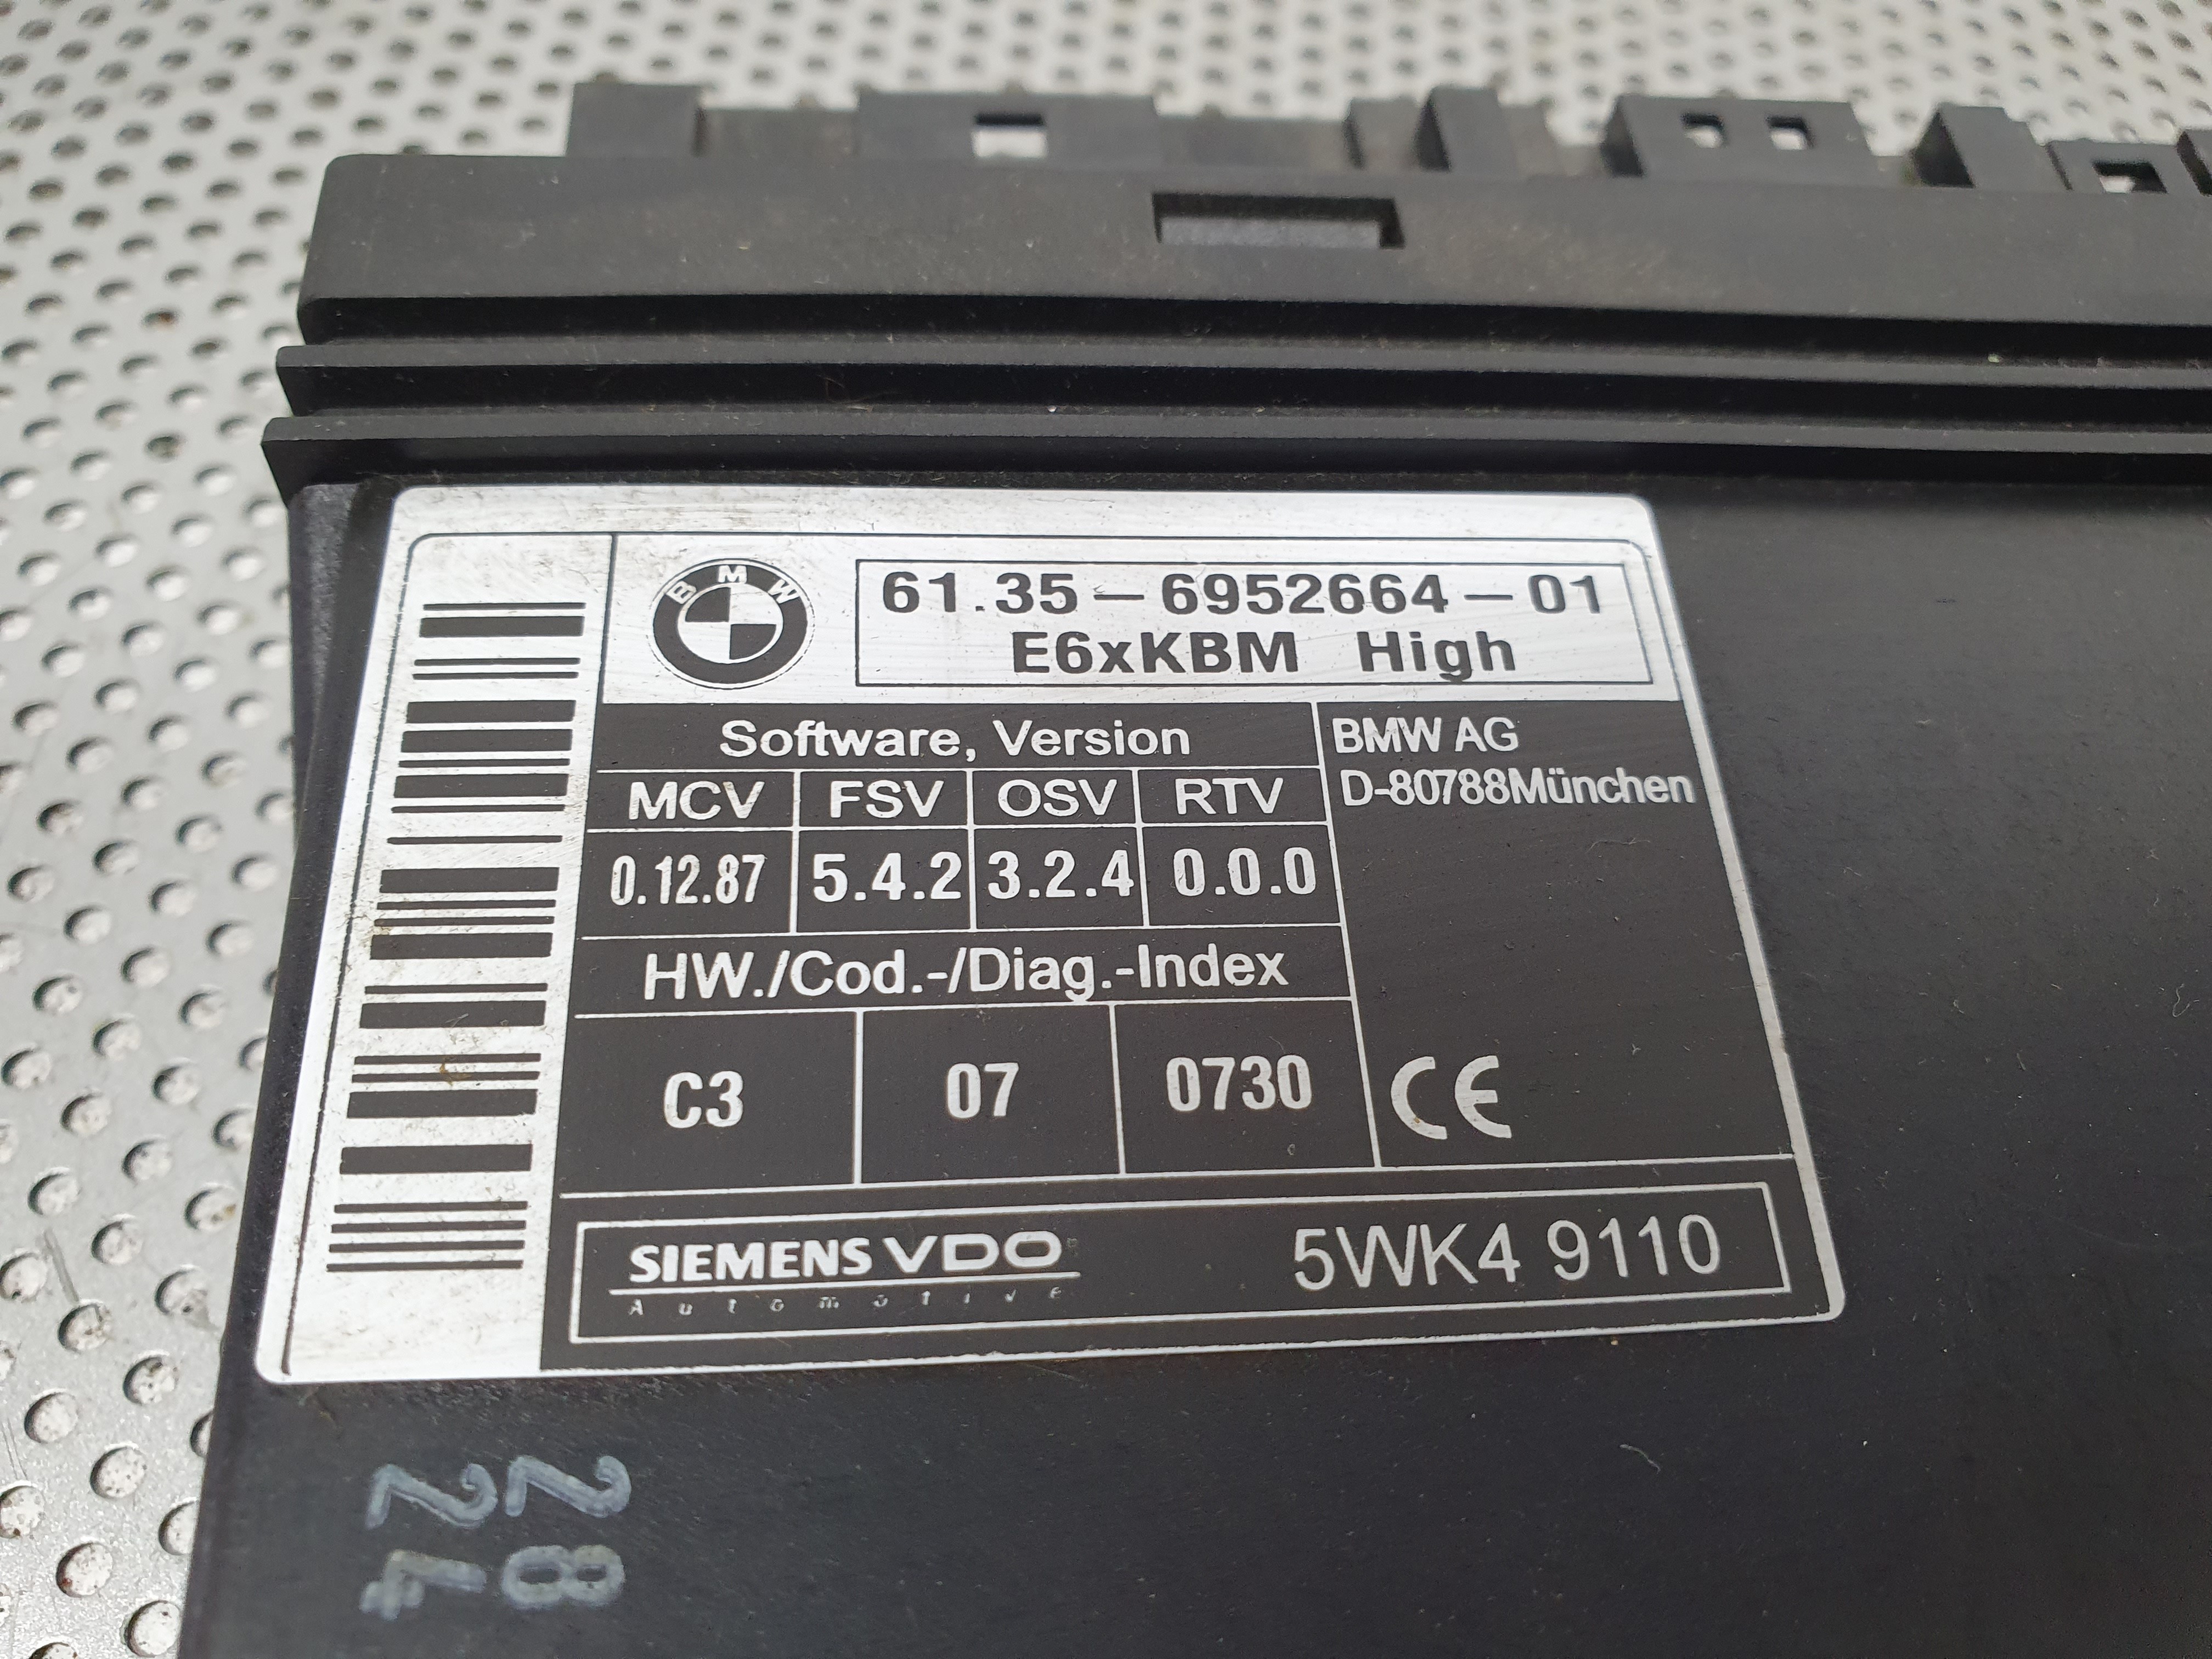 BMW
61.35-6952664-01
E6xKBM High
Software, Version
BMW AG
D-80788München
MCV FSV OSV RTV
0.12.87 5.4.2 3.2.4 0.0.0
HW./Cod.-/Diag.-Index
C3 07 0730
CE
SIEMENS VDO
Automotive
5WK4 9110
28
24